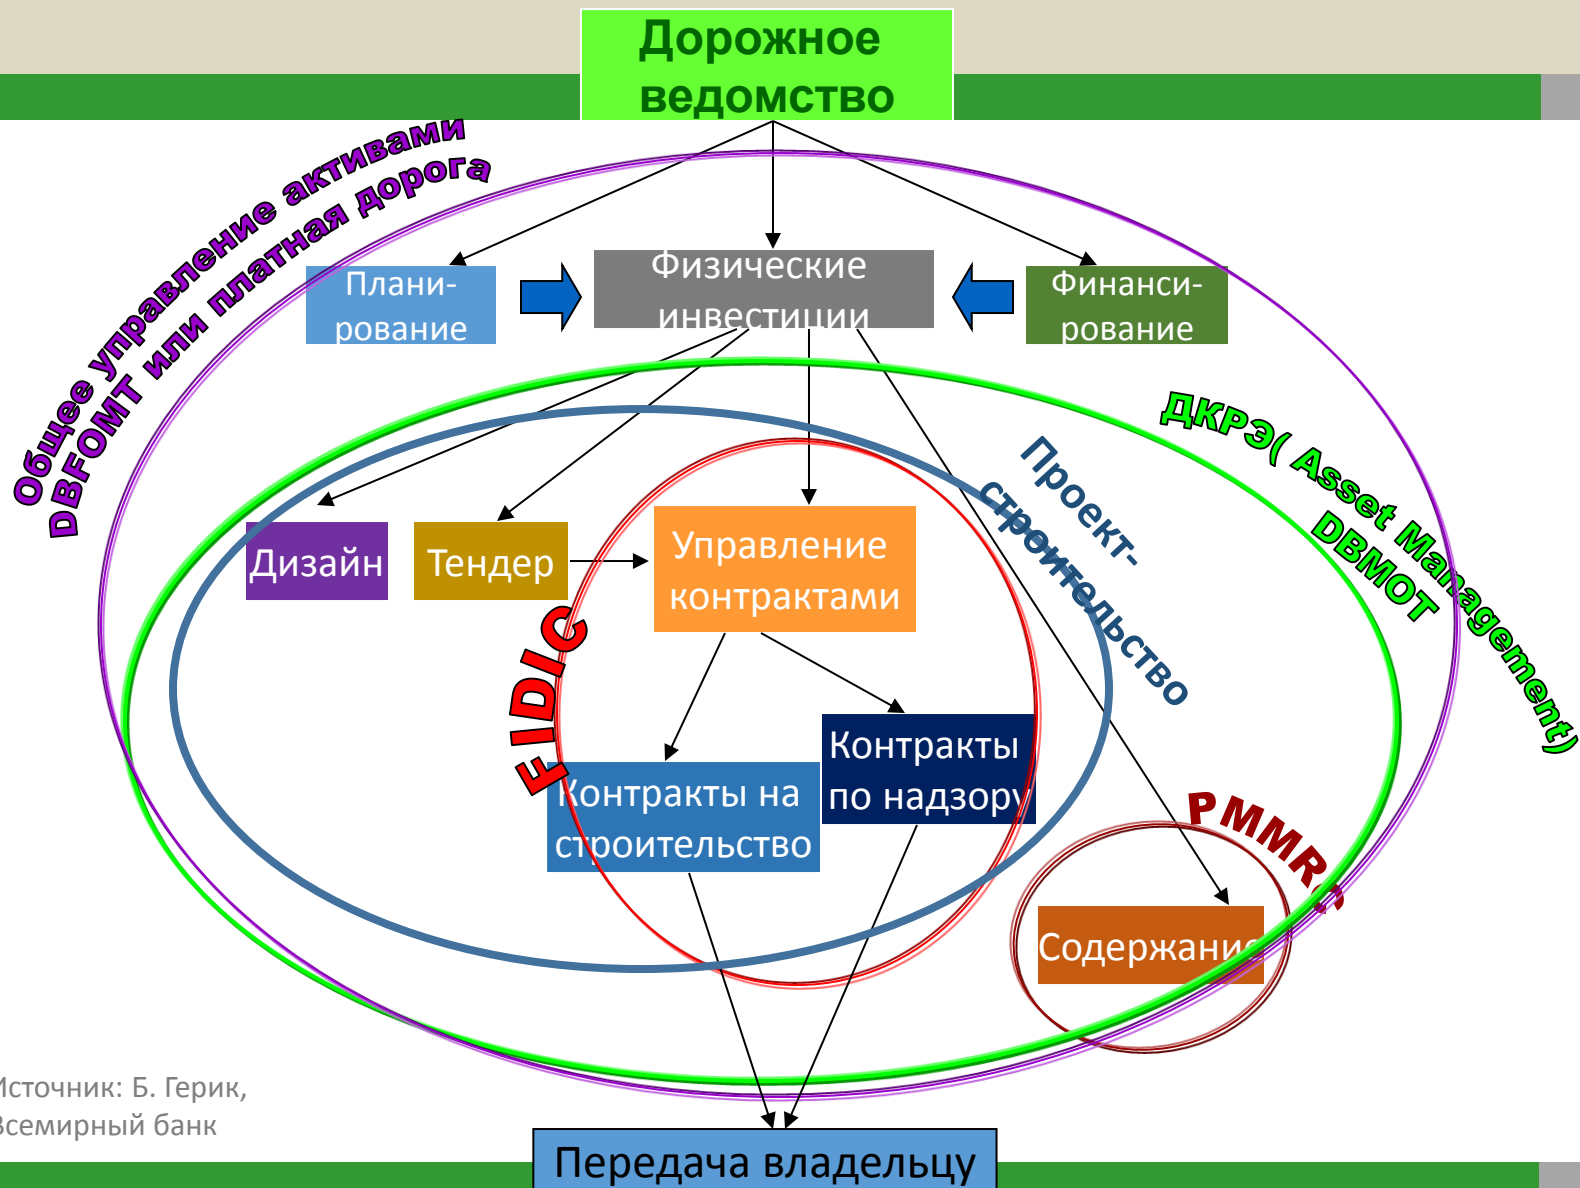 Дорожное
ведомство
Общее управление активами
DBFOMT или платная дорога
Плани-
рование
Физические
инвестиции
Финанси-
рование
ДКРЭ( Asset Management)
DBMOT
Проект-
строительство
Дизайн
Тендер
Управление
контрактами
FIDIC
Контракты
по надзору
Контракты на
строительство
PMMR
Содержание
Источник: Б. Герик,
Всемирный банк
Передача владельцу